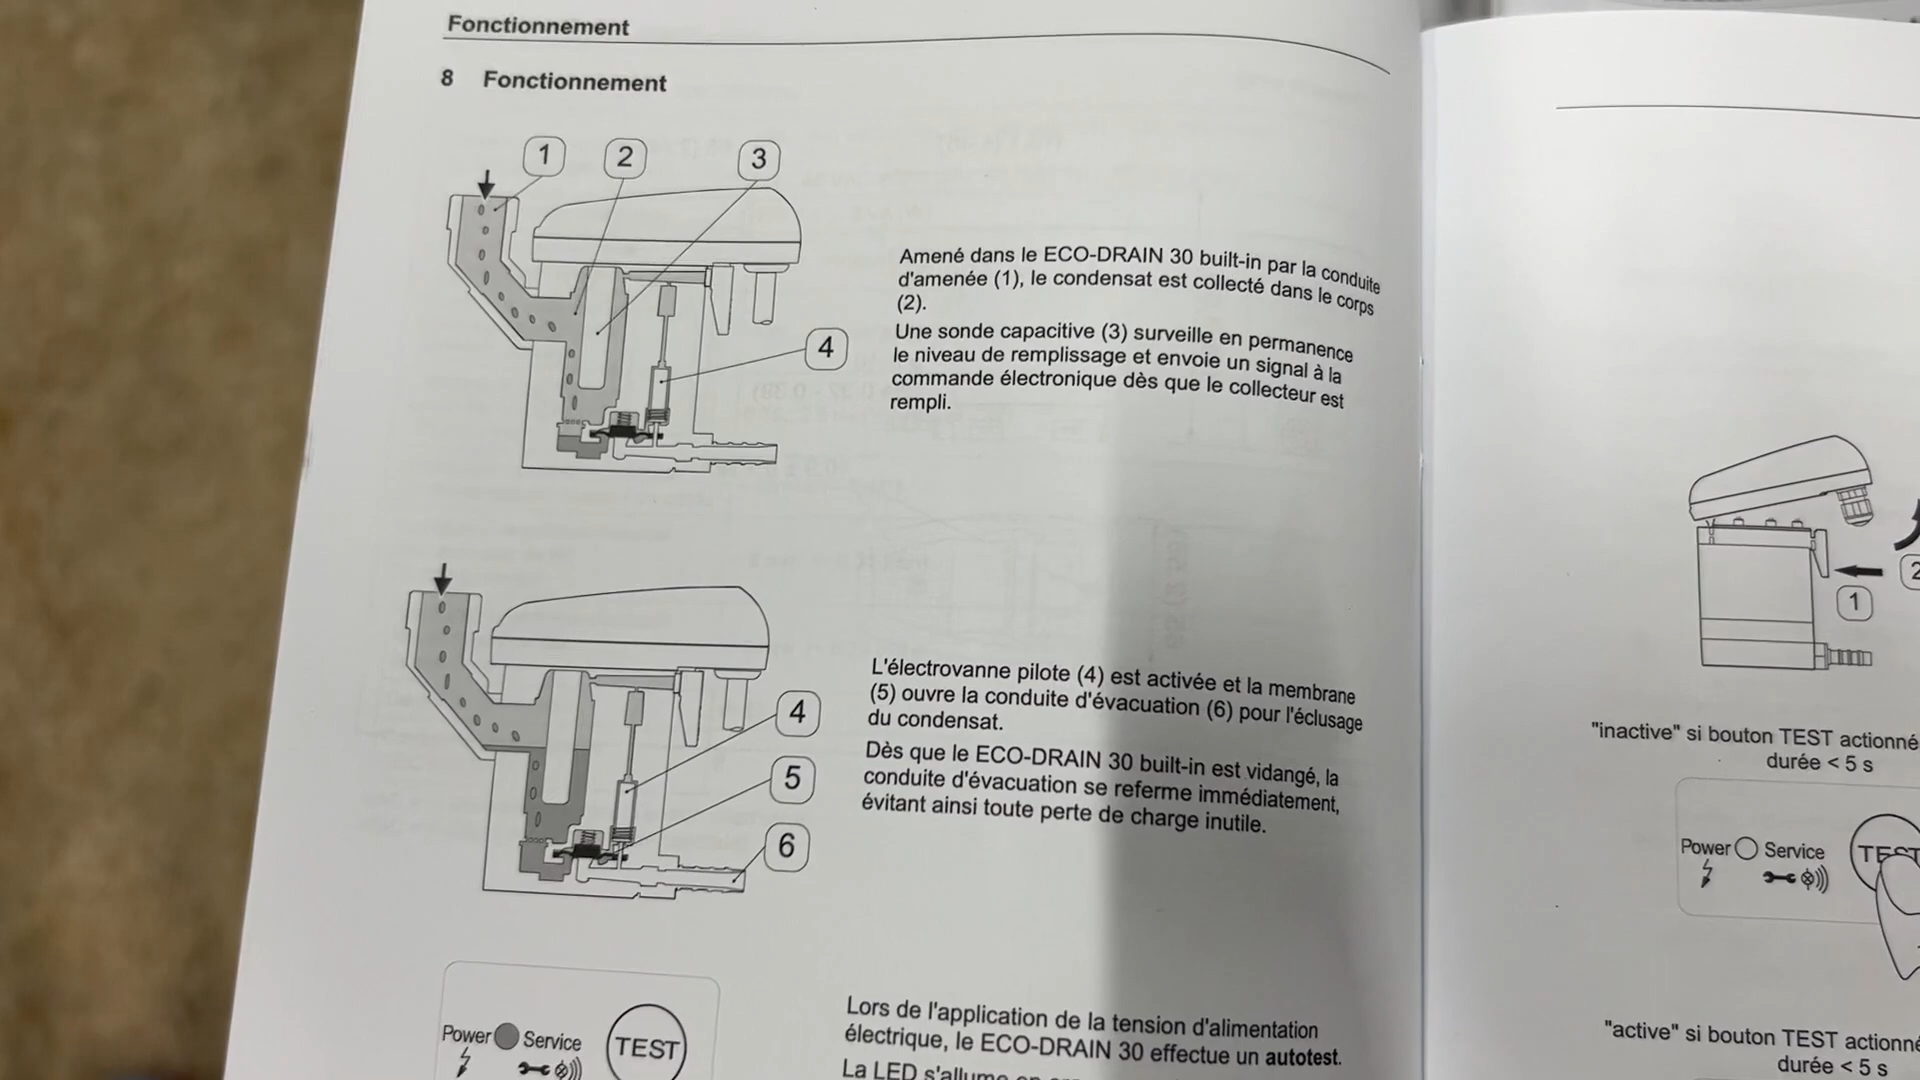 Fonctionnement
8 Fonctionnement
1
2
3
4
Amené dans le ECO-DRAIN 30 built-in par la conduite
d'amenée (1), le condensat est collecté dans le corps
(2).
Une sonde capacitive (3) surveille en permanence
le niveau de remplissage et envoie un signal à la
commande électronique dès que le collecteur est
rempli.
4
5
6
L'électrovanne pilote (4) est activée et la membrane
(5) ouvre la conduite d'évacuation (6) pour l'éclusage
du condensat.
Dès que le ECO-DRAIN 30 built-in est vidangé, la
conduite d'évacuation se referme immédiatement,
évitant ainsi toute perte de charge inutile.
Power Service
TEST
Lors de l'application de la tension d'alimentation
électrique, le ECO-DRAIN 30 effectue un autotest.
La LED s'allume en
1
2
"inactive" si bouton TEST actionné
durée < 5 s
Power Service
TEST
"active" si bouton TEST actionné
durée < 5 s